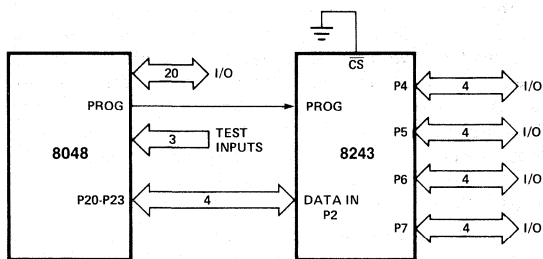 CS
20 I/O
P4 4 I/O
PROG
PROG
P5 4 I/O
3 TEST
INPUTS
8048
8243
P6 4 I/O
P20-P23 4 DATA IN
P2
P7 4 I/O